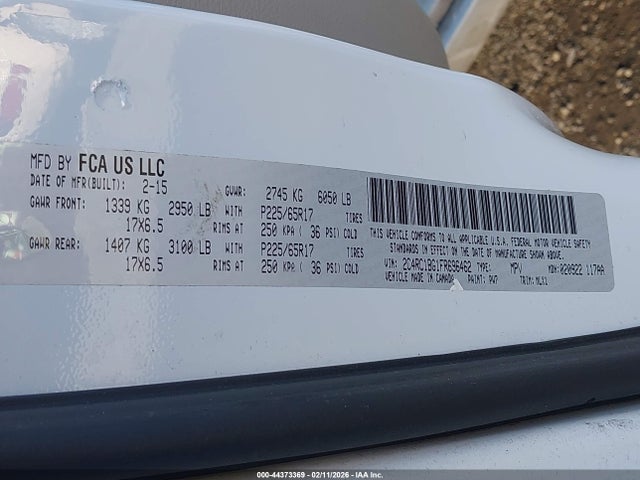 MFD BY FCA US LLC
DATE OF MFR(BUILT): 2-15 GVWR: 2745 KG 6050 LB
GAWR FRONT: 1339 KG 2950 LB WITH P225/65R17 TIRES
17X6.5 RIMS AT 250 KPA( 36 PSI) COLD
GAWR REAR: 1407 KG 3100 LB WITH P225/65R17 TIRES
17X6.5 RIMS AT 250 KPA( 36 PSI) COLD
THIS VEHICLE CONFORMS TO ALL APPLICABLE U.S.A. FEDERAL MOTOR VEHICLE SAFETY
STANDARDS IN EFFECT ON THE DATE OF MANUFACTURE SHOWN ABOVE.
VIN: 2C4RC1BG1FR696462 TYPE: MPV MDH: 020922 117AA
VEHICLE MADE IN CANADA PAINT: PW7 TRIM: MLX1
000-44373369 - 02/11/2026 - IAA Inc.